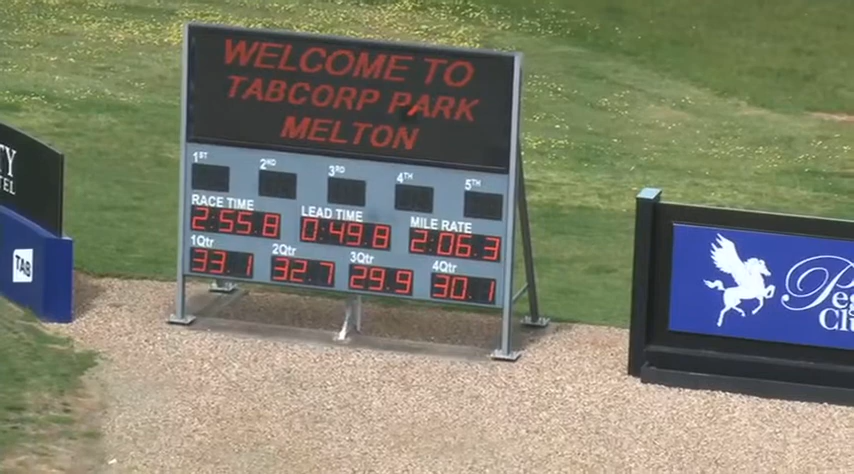 WELCOME TO
TABCORP PARK
MELTON
1ST 2ND 3RD 4TH 5TH
RACE TIME LEAD TIME MILE RATE
2:55.8 0:49.8 2:06.3
1Qtr 2Qtr 3Qtr 4Qtr
33.1 32.7 29.9 30.1
TAB